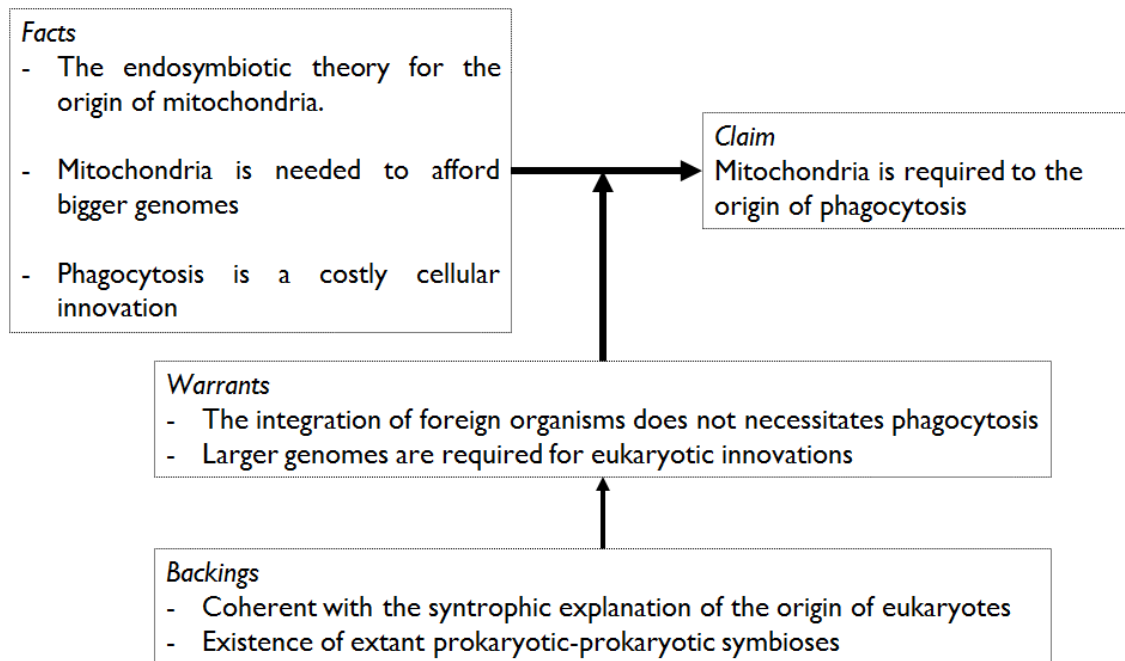 Facts
- The endosymbiotic theory for the
origin of mitochondria.
- Mitochondria is needed to afford
bigger genomes
- Phagocytosis is a costly cellular
innovation
Claim
Mitochondria is required to the
origin of phagocytosis
Warrants
- The integration of foreign organisms does not necessitates phagocytosis
- Larger genomes are required for eukaryotic innovations
Backings
- Coherent with the syntrophic explanation of the origin of eukaryotes
- Existence of extant prokaryotic-prokaryotic symbioses